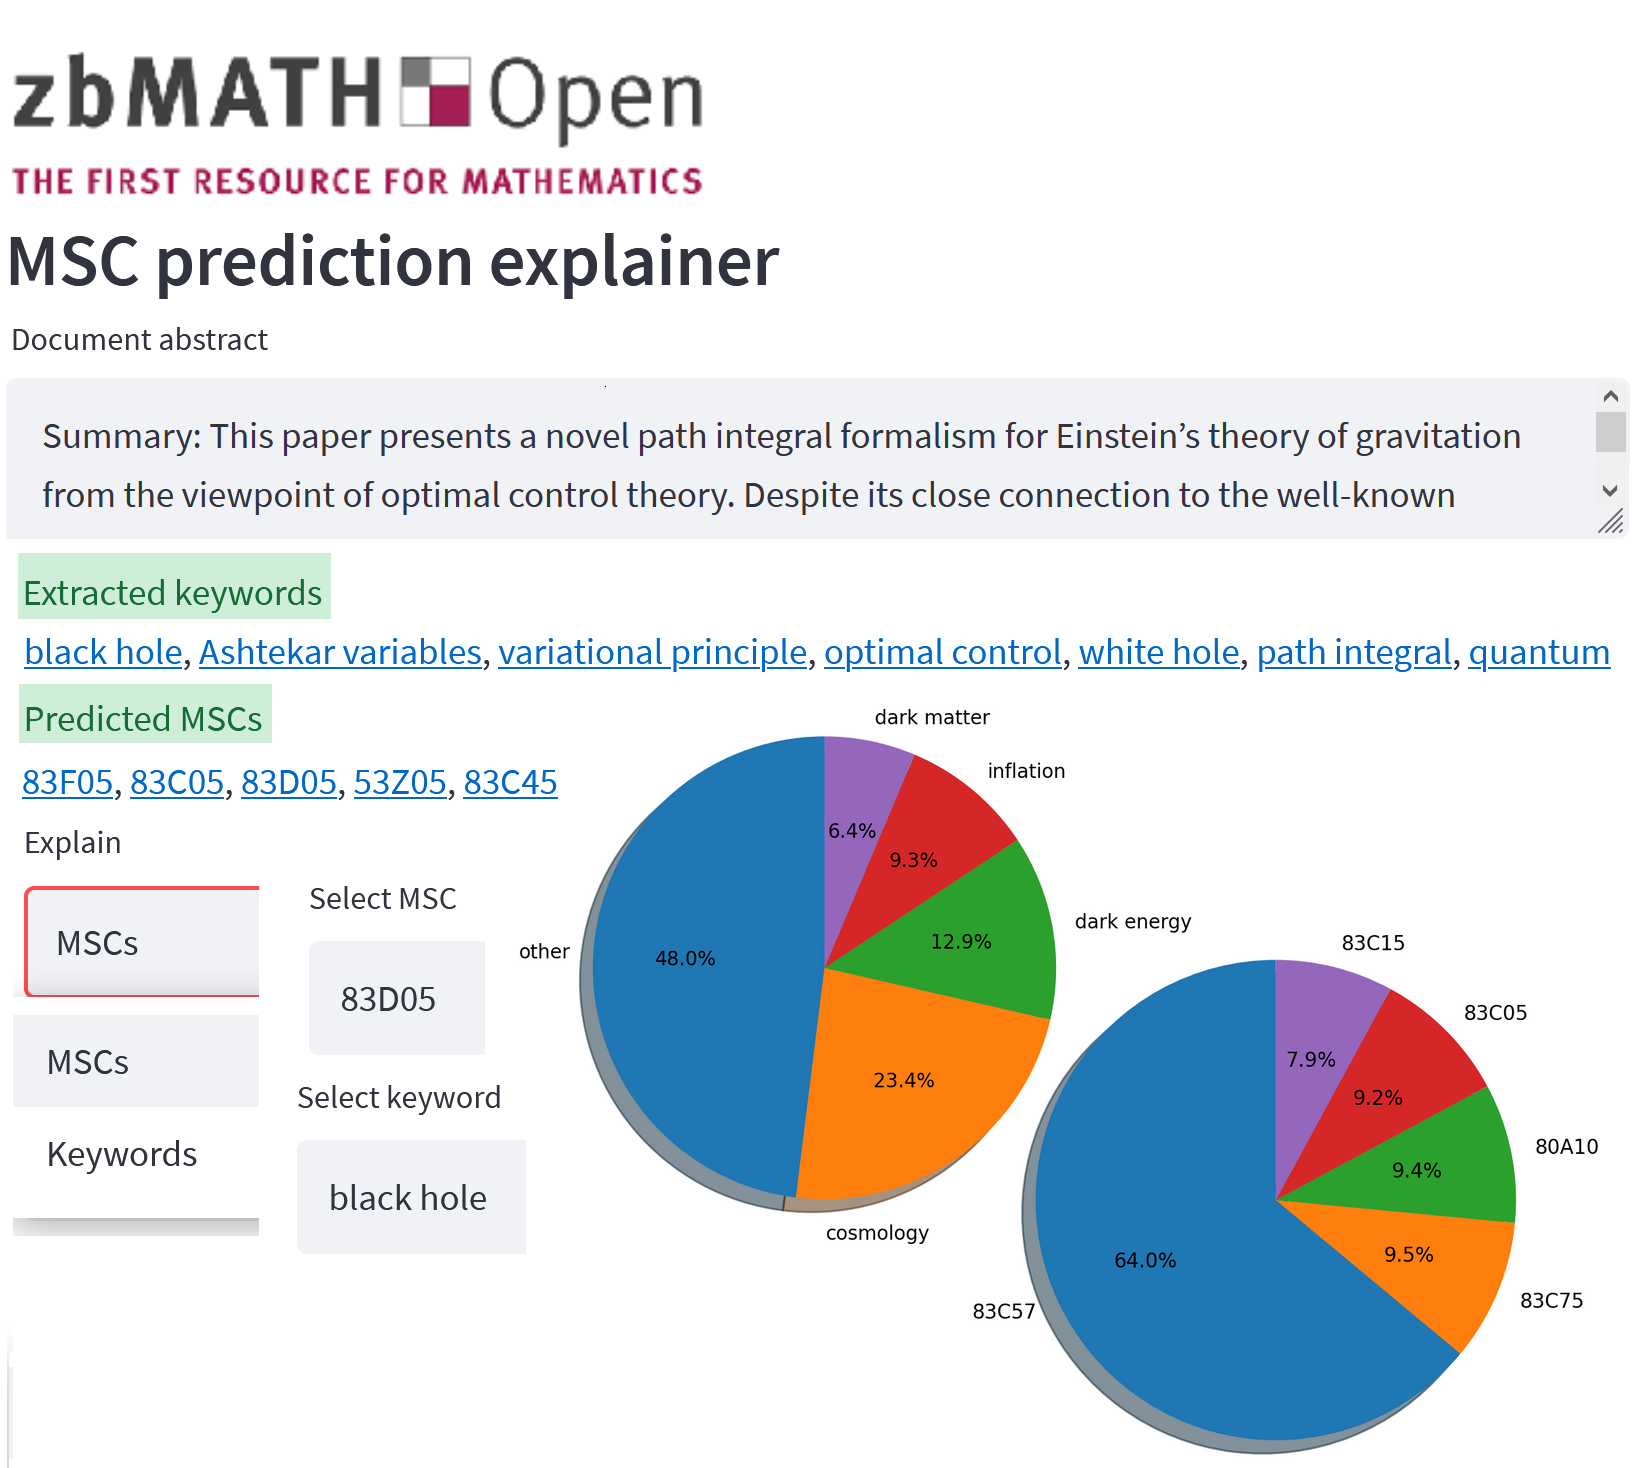 zbMATH Open
THE FIRST RESOURCE FOR MATHEMATICS
MSC prediction explainer
Document abstract
Summary: This paper presents a novel path integral formalism for Einstein’s theory of gravitation
from the viewpoint of optimal control theory. Despite its close connection to the well-known
Extracted keywords
black hole, Ashtekar variables, variational principle, optimal control, white hole, path integral, quantum
Predicted MSCs
83F05, 83C05, 83D05, 53Z05, 83C45
Explain
MSCs
MSCs
Keywords
Select MSC
83D05
Select keyword
black hole
dark matter
inflation
dark energy
other
cosmology
6.4%
9.3%
12.9%
48.0%
23.4%
83C15
83C05
80A10
83C75
83C57
7.9%
9.2%
9.4%
9.5%
64.0%